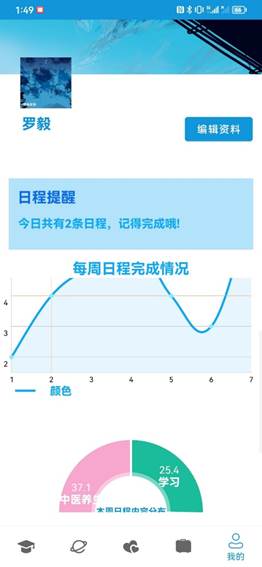 1:49
86
罗毅
编辑资料
日程提醒
今日共有2条日程，记得完成哦!
每周日程完成情况
4
3
2
1 2 3 4 5 6 7
颜色
37.1
中医养生
25.4
学习
本周日程内容分布
我的